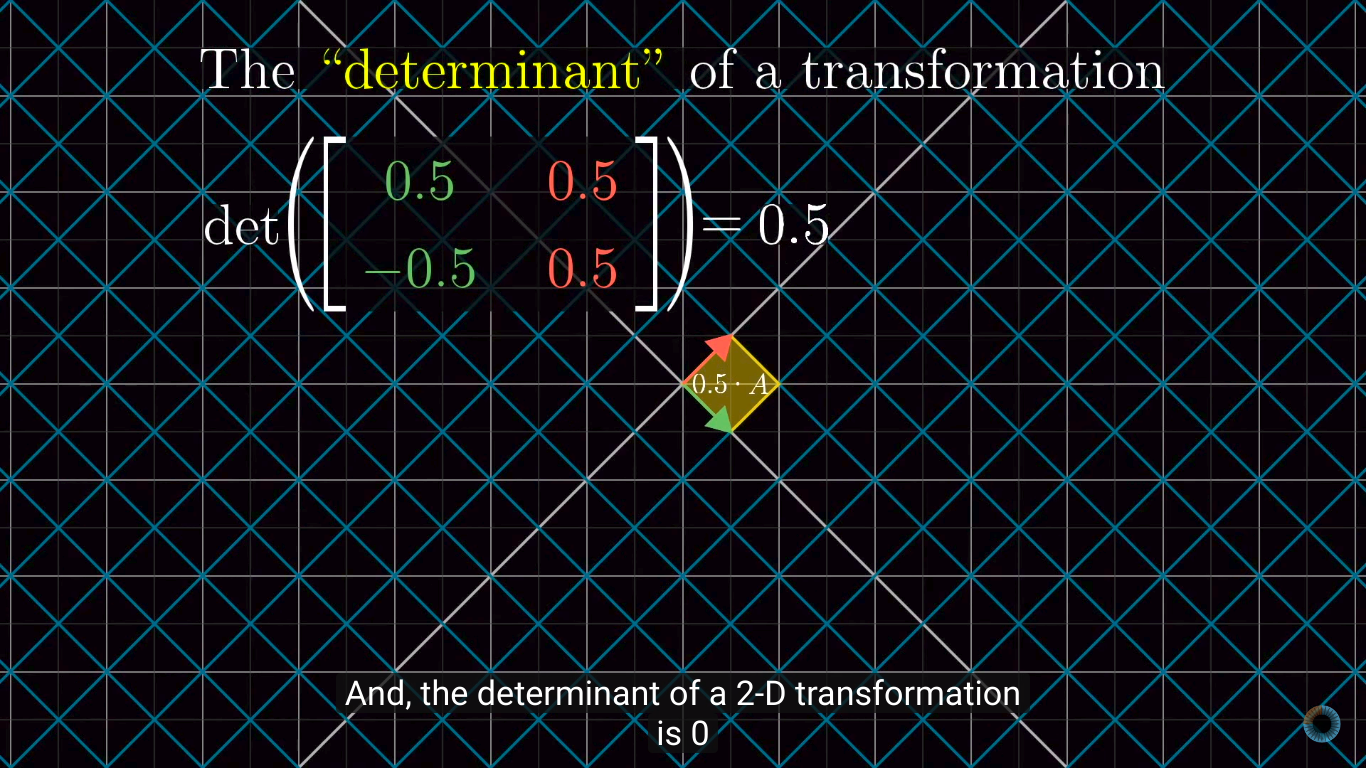 The “determinant” of a transformation
det([0.5 0.5
−0.5 0.5]) = 0.5
0.5 · A
And, the determinant of a 2-D transformation
is 0